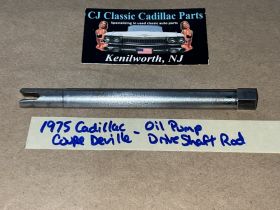 CJ Classic Cadillac Parts
Specializing in used classic auto parts
Kenilworth, NJ
1975 Cadillac - Oil Pump
Coupe Deville Drive Shaft Rod